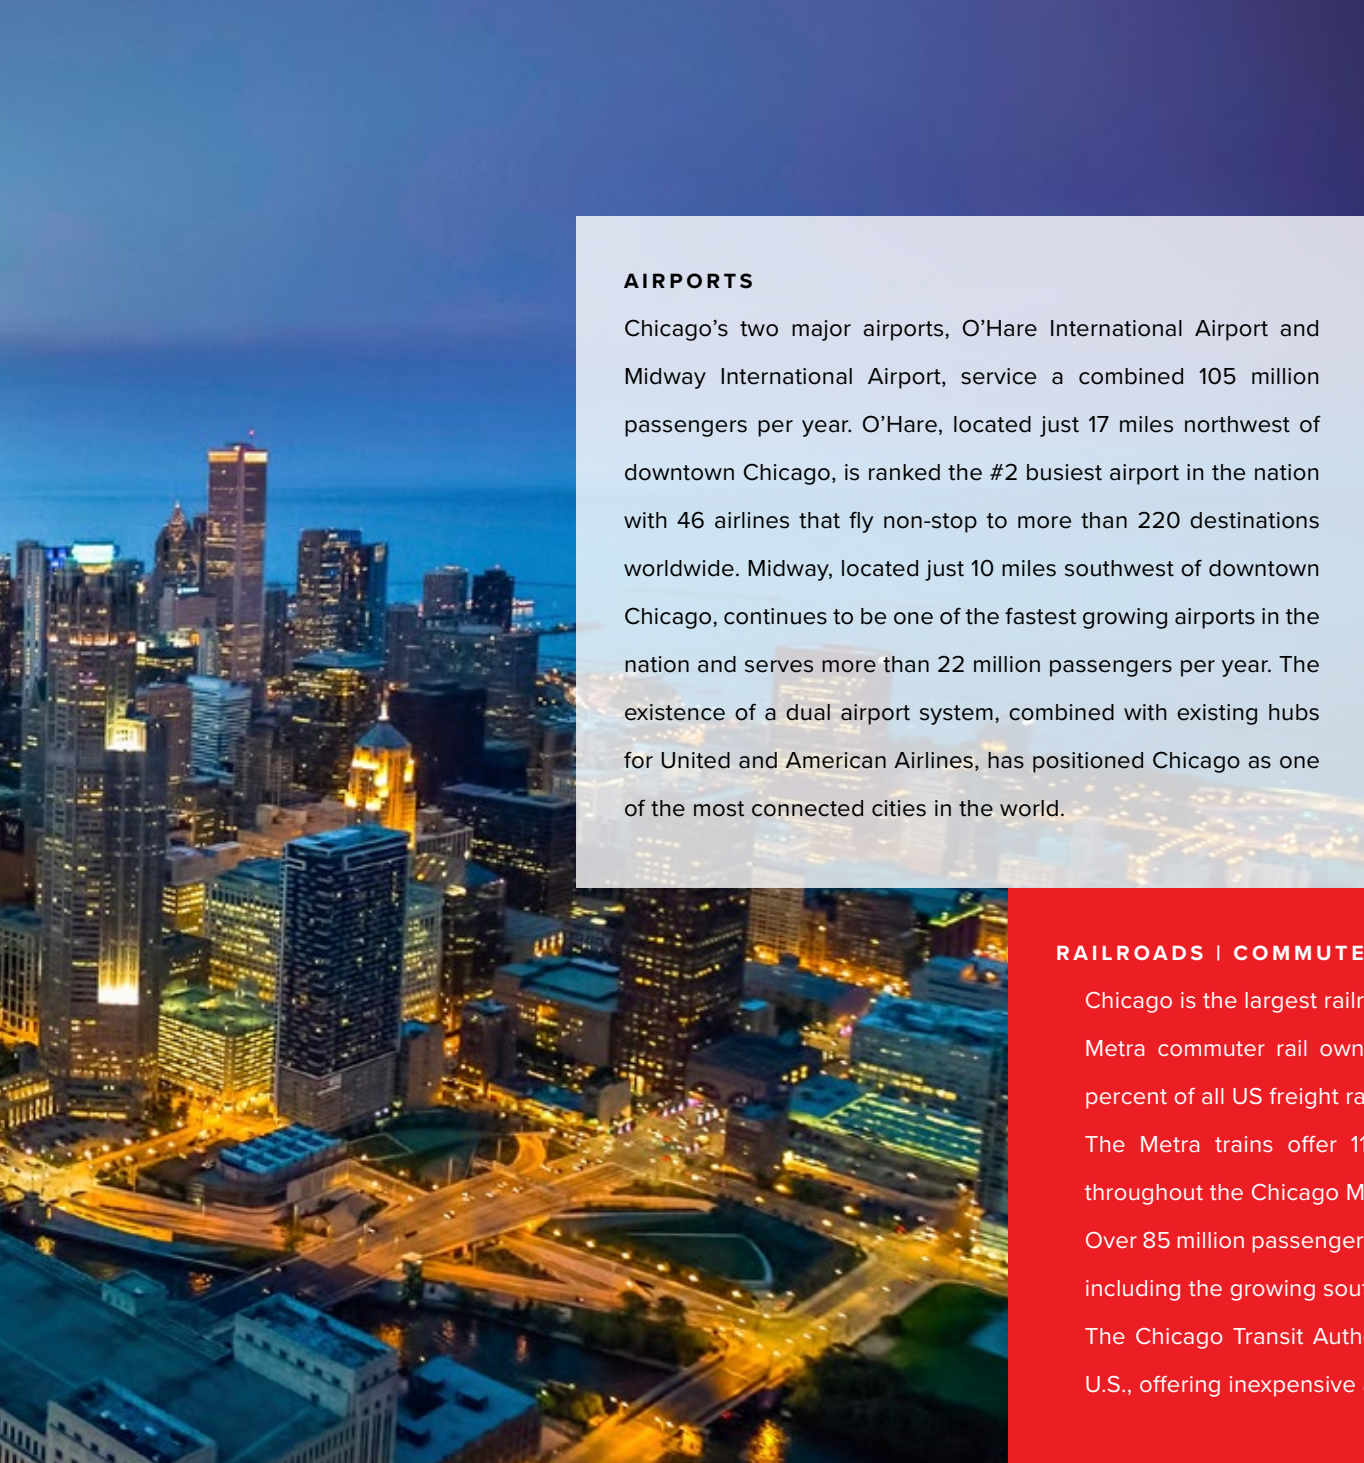 AIRPORTS
Chicago’s two major airports, O’Hare International Airport and
Midway International Airport, service a combined 105 million
passengers per year. O’Hare, located just 17 miles northwest of
downtown Chicago, is ranked the #2 busiest airport in the nation
with 46 airlines that fly non-stop to more than 220 destinations
worldwide. Midway, located just 10 miles southwest of downtown
Chicago, continues to be one of the fastest growing airports in the
nation and serves more than 22 million passengers per year. The
existence of a dual airport system, combined with existing hubs
for United and American Airlines, has positioned Chicago as one
of the most connected cities in the world.
RAILROADS | COMMUTE
Chicago is the largest railr
Metra commuter rail own
percent of all US freight ra
The Metra trains offer 11
throughout the Chicago M
Over 85 million passenger
including the growing sou
The Chicago Transit Auth
U.S., offering inexpensive